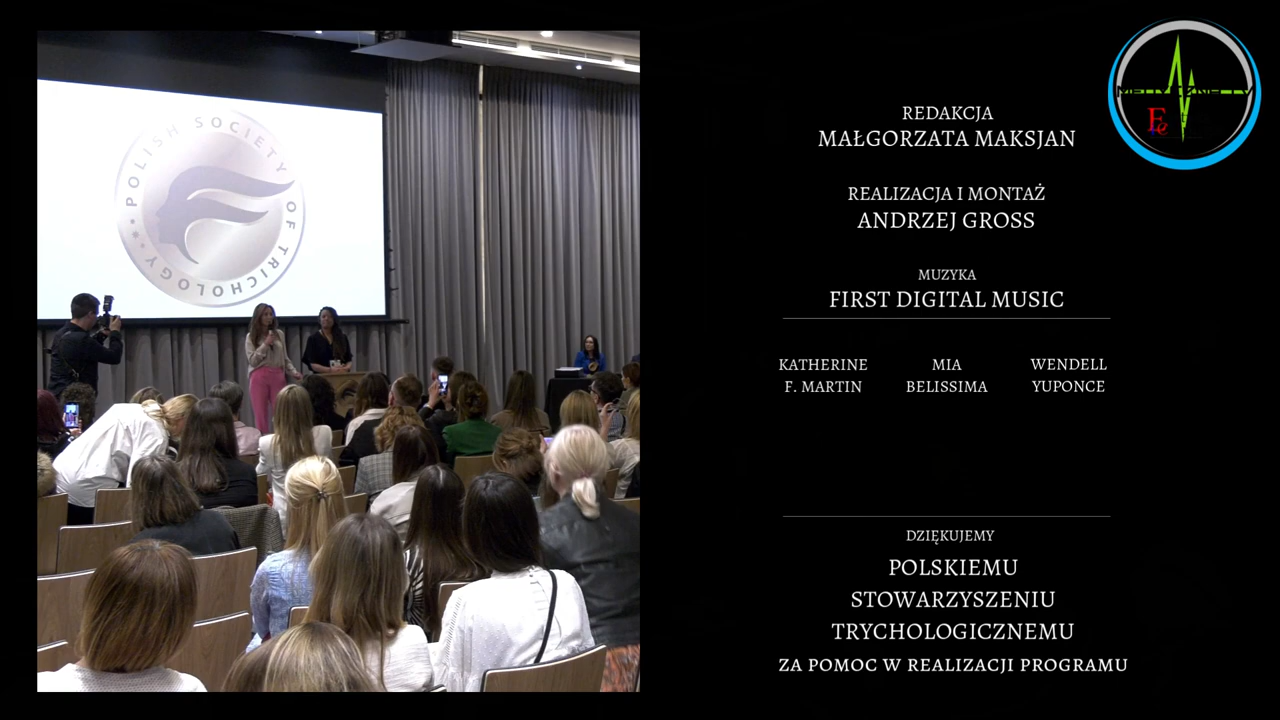 POLISH SOCIETY OF TRICHOLOGY
REDAKCJA
MAŁGORZATA MAKSJAN
REALIZACJA I MONTAŻ
ANDRZEJ GROSS
MUZYKA
FIRST DIGITAL MUSIC
KATHERINE
F. MARTIN
MIA
BELISSIMA
WENDELL
YUPONCE
DZIĘKUJEMY
POLSKIEMU
STOWARZYSZENIU
TRYCHOLOGICZNEMU
ZA POMOC W REALIZACJI PROGRAMU